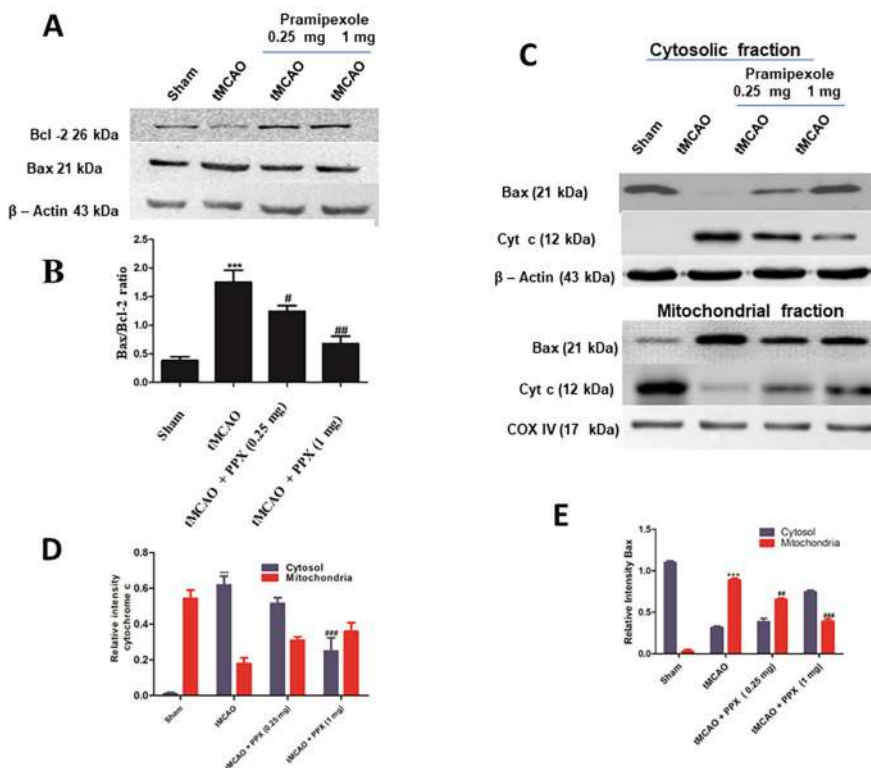 A
Pramipexole
0.25 mg 1 mg
Sham
tMCAO
tMCAO
tMCAO
Bcl -2 26 kDa
Bax 21 kDa
β – Actin 43 kDa
B
Bax/Bcl-2 ratio
2.5
2.0
1.5
1.0
0.5
0.0
***
#
##
Sham
tMCAO
tMCAO + PPX (0.25 mg)
tMCAO + PPX (1 mg)
C
Cytosolic fraction
Pramipexole
0.25 mg 1 mg
Sham
tMCAO
tMCAO
tMCAO
Bax (21 kDa)
Cyt c (12 kDa)
β – Actin (43 kDa)
Mitochondrial fraction
Bax (21 kDa)
Cyt c (12 kDa)
COX IV (17 kDa)
D
Relative intensity
cytochrome c
0.8
0.6
0.4
0.2
0.0
Cytosol
Mitochondria
***
###
Sham
tMCAO
tMCAO + PPX (0.25 mg)
tMCAO + PPX (1 mg)
E
Relative Intensity Bax
1.5
1.0
0.5
0.0
Cytosol
Mitochondria
***
##
###
Sham
tMCAO
tMCAO + PPX ( 0.25 mg)
tMCAO + PPX (1 mg)